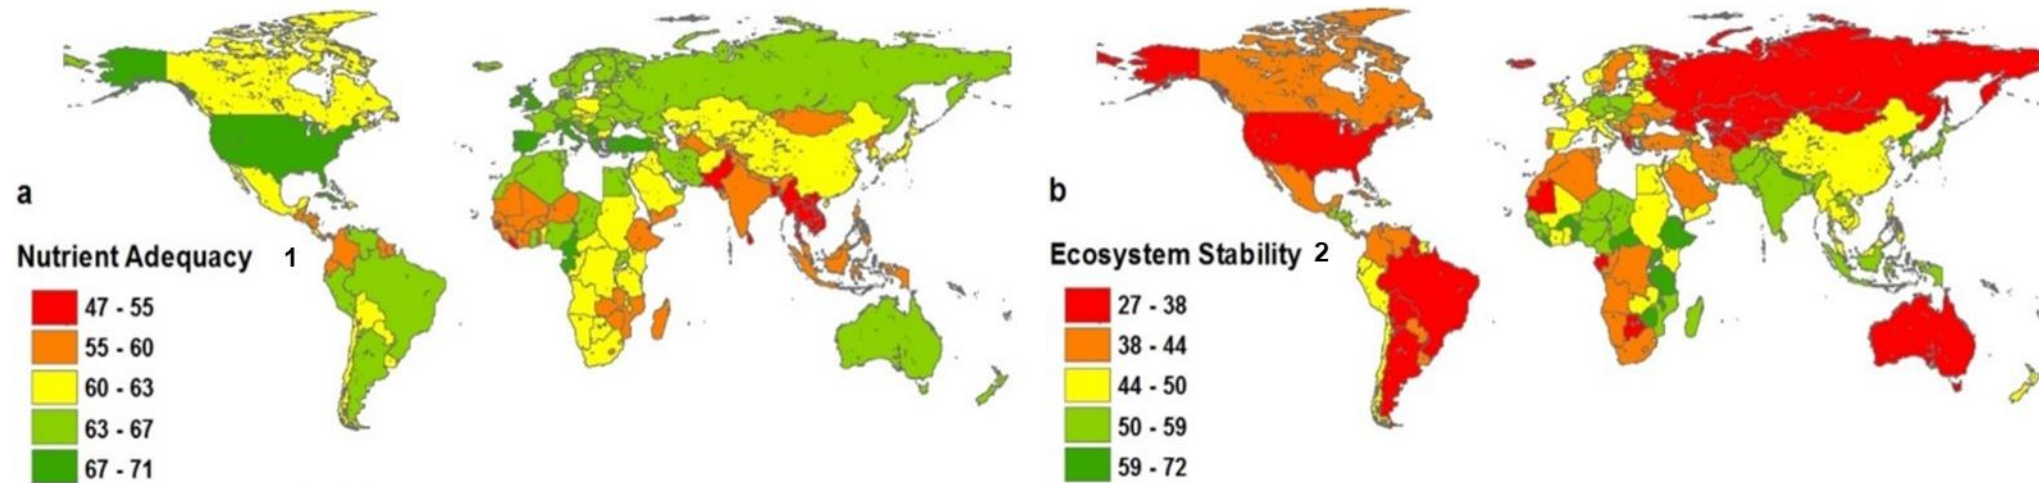 a
Nutrient Adequacy 1
47 - 55
55 - 60
60 - 63
63 - 67
67 - 71
b
Ecosystem Stability 2
27 - 38
38 - 44
44 - 50
50 - 59
59 - 72